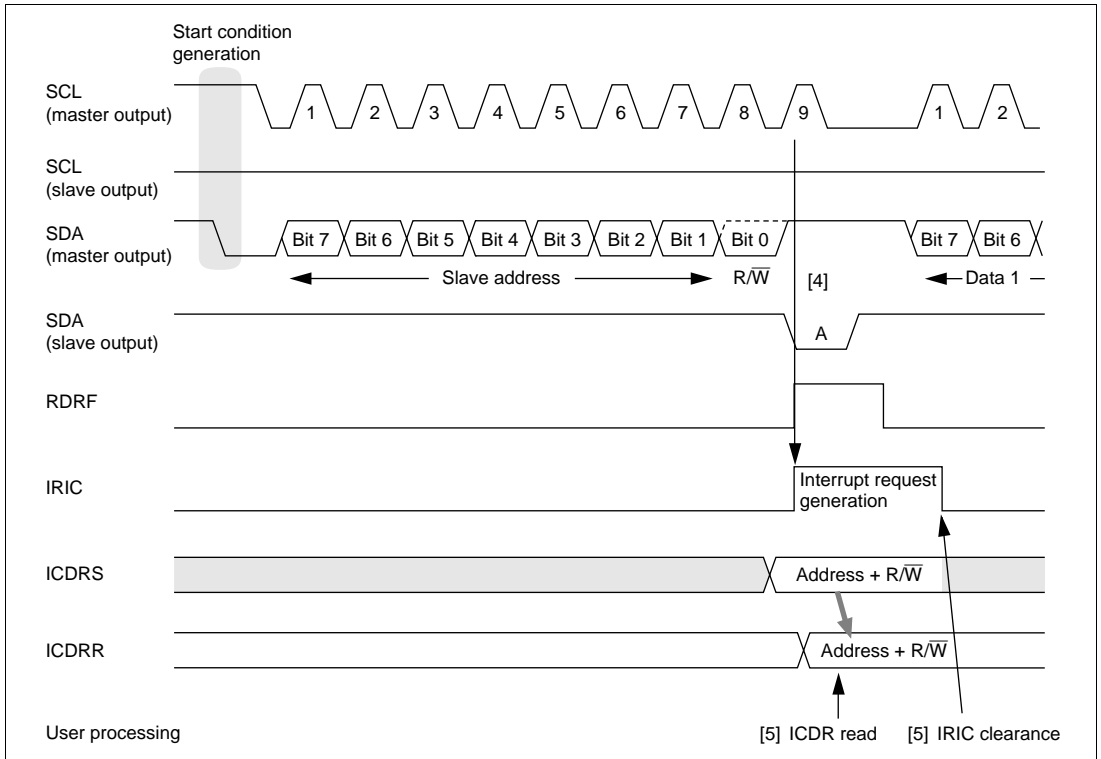 Start condition
generation
SCL
(master output)
1 2 3 4 5 6 7 8 9 1 2
SCL
(slave output)
SDA
(master output)
Bit 7 Bit 6 Bit 5 Bit 4 Bit 3 Bit 2 Bit 1 Bit 0 Bit 7 Bit 6
Slave address R/W̅ [4] Data 1
SDA
(slave output)
A
RDRF
IRIC
Interrupt request
generation
ICDRS
Address + R/W̅
ICDRR
Address + R/W̅
User processing
[5] ICDR read [5] IRIC clearance